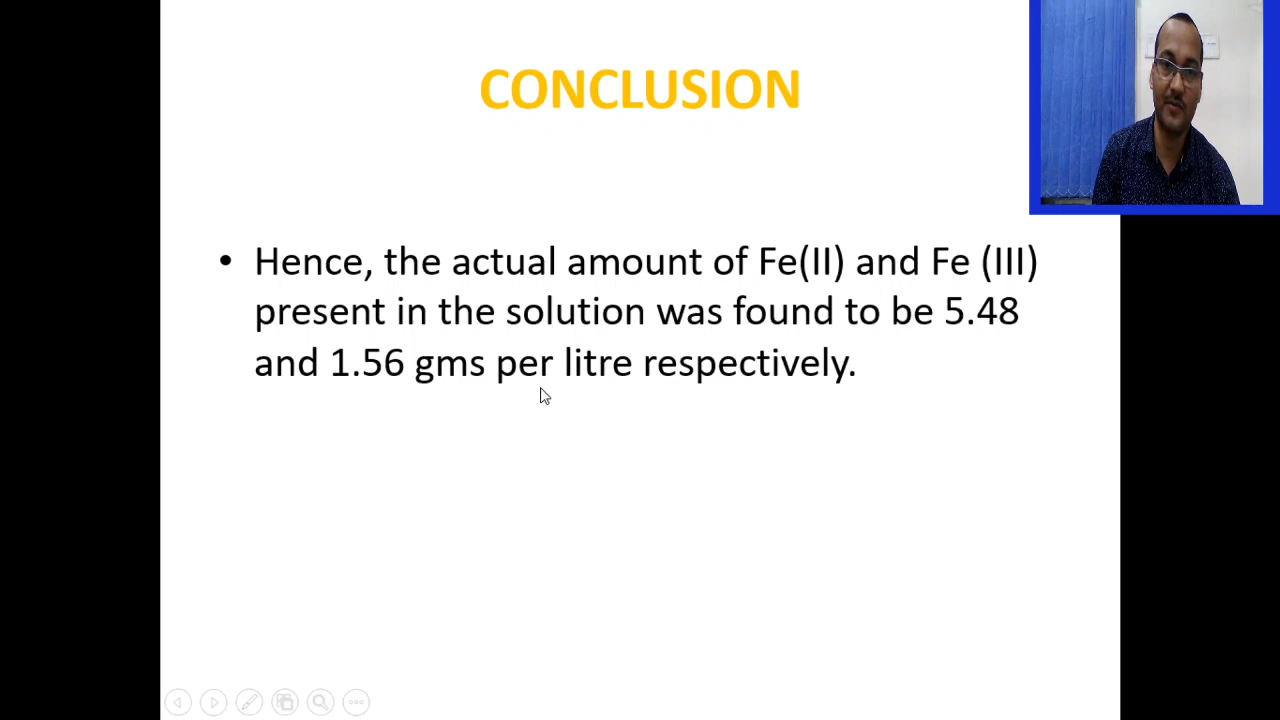 CONCLUSION
• Hence, the actual amount of Fe(II) and Fe (III)
present in the solution was found to be 5.48
and 1.56 gms per litre respectively.